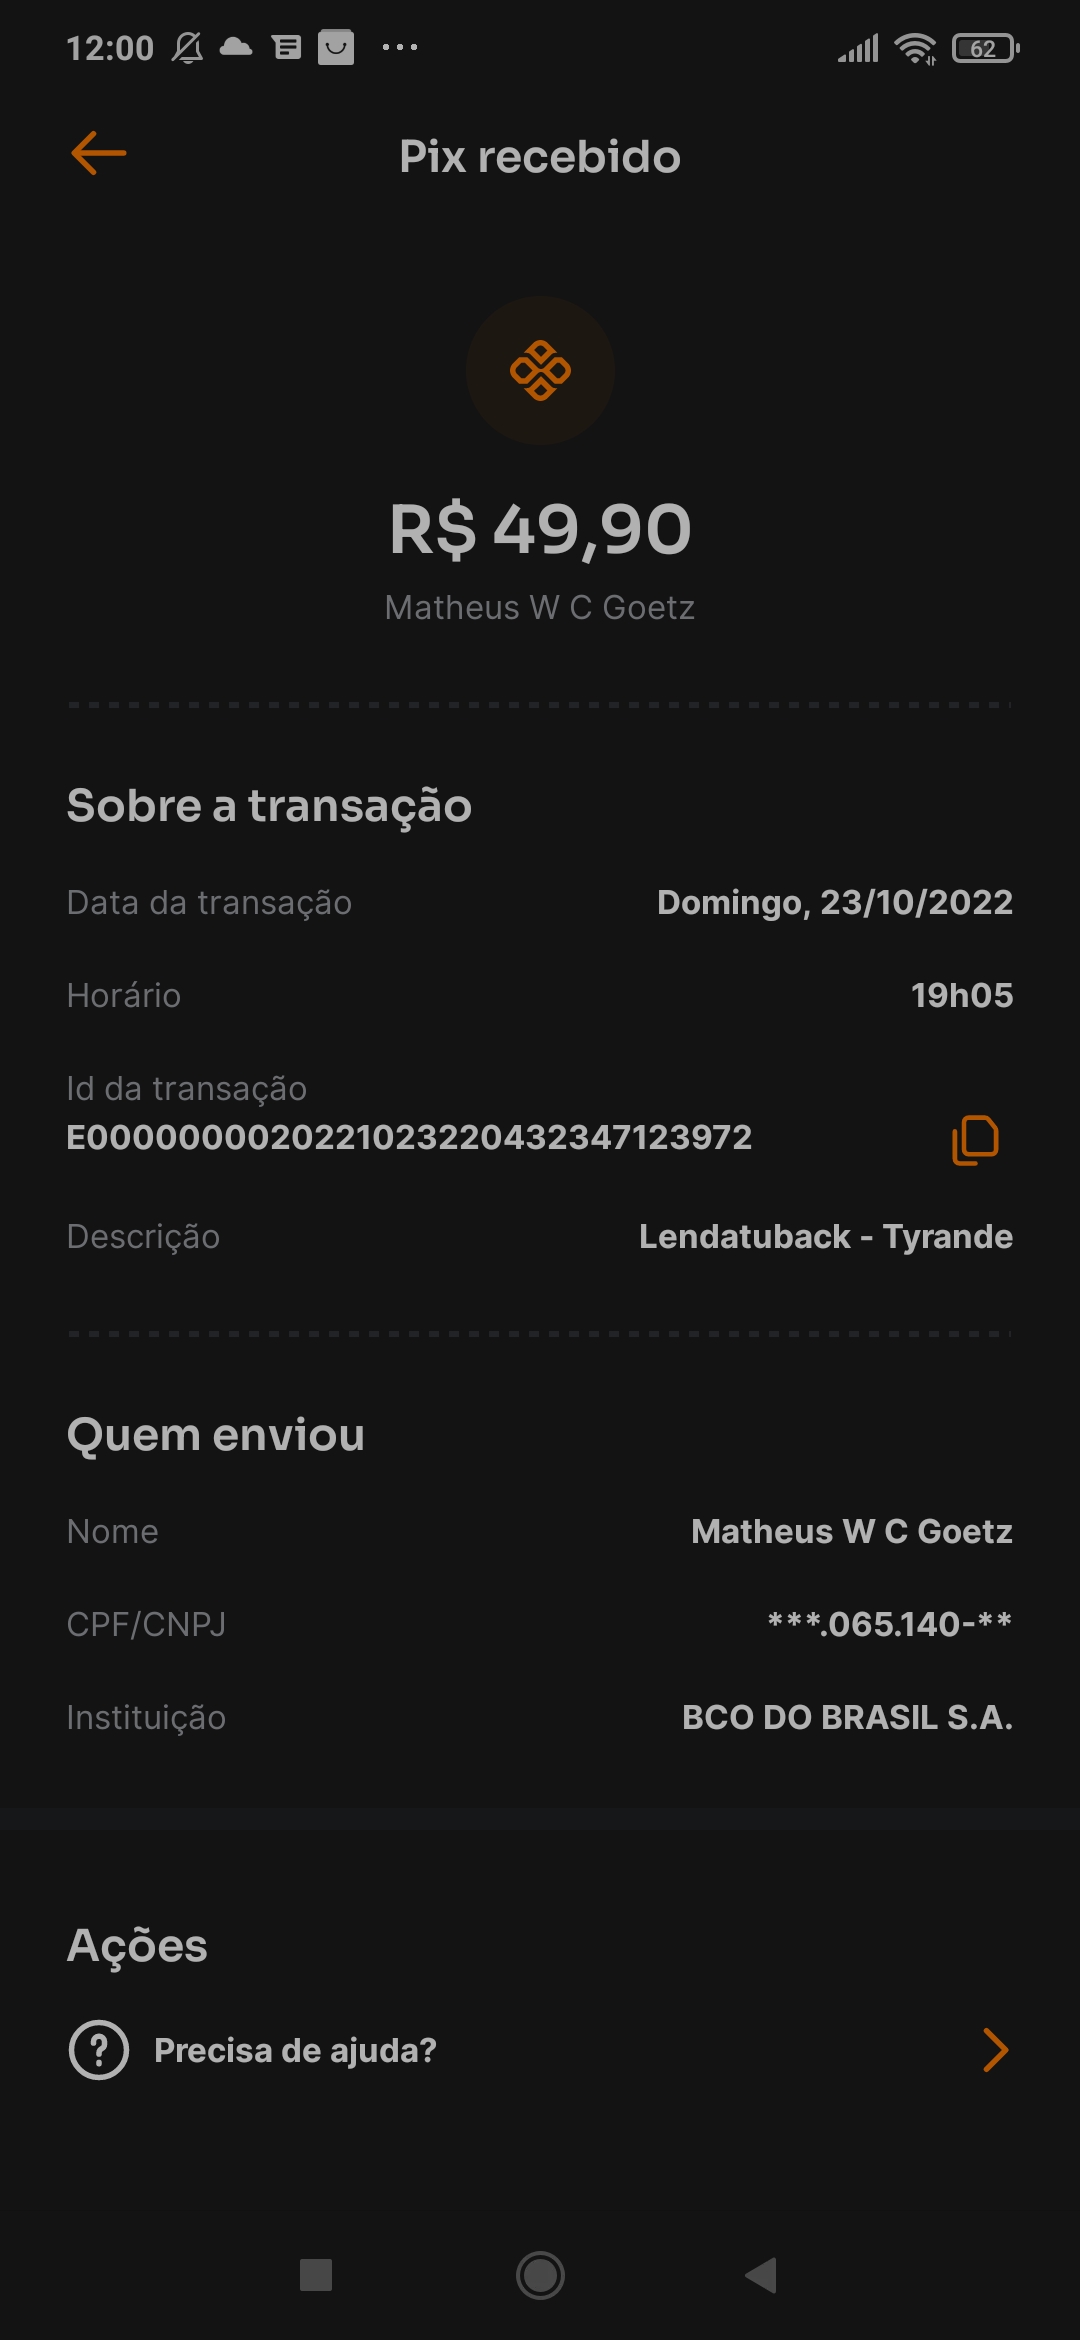 12:00
62
Pix recebido
R$ 49,90
Matheus W C Goetz
Sobre a transação
Data da transação Domingo, 23/10/2022
Horário 19h05
Id da transação
E0000000020221023220432347123972
Descrição Lendatuback - Tyrande
Quem enviou
Nome Matheus W C Goetz
CPF/CNPJ ***.065.140-**
Instituição BCO DO BRASIL S.A.
Ações
Precisa de ajuda?